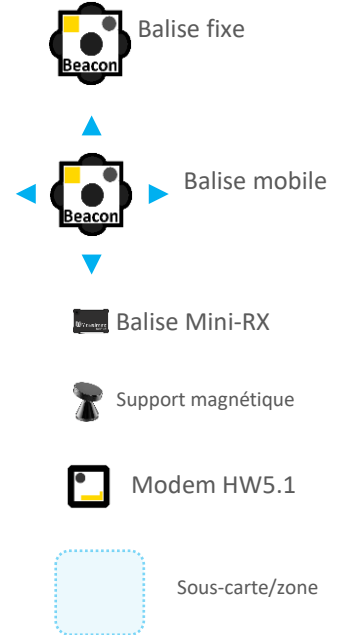 Balise fixe
Beacon
Balise mobile
Beacon
Balise Mini-RX
Support magnétique
Modem HW5.1
Sous-carte/zone